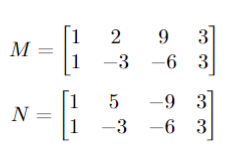 M = [1 2 9 3
1 -3 -6 3]
N = [1 5 -9 3
1 -3 -6 3]